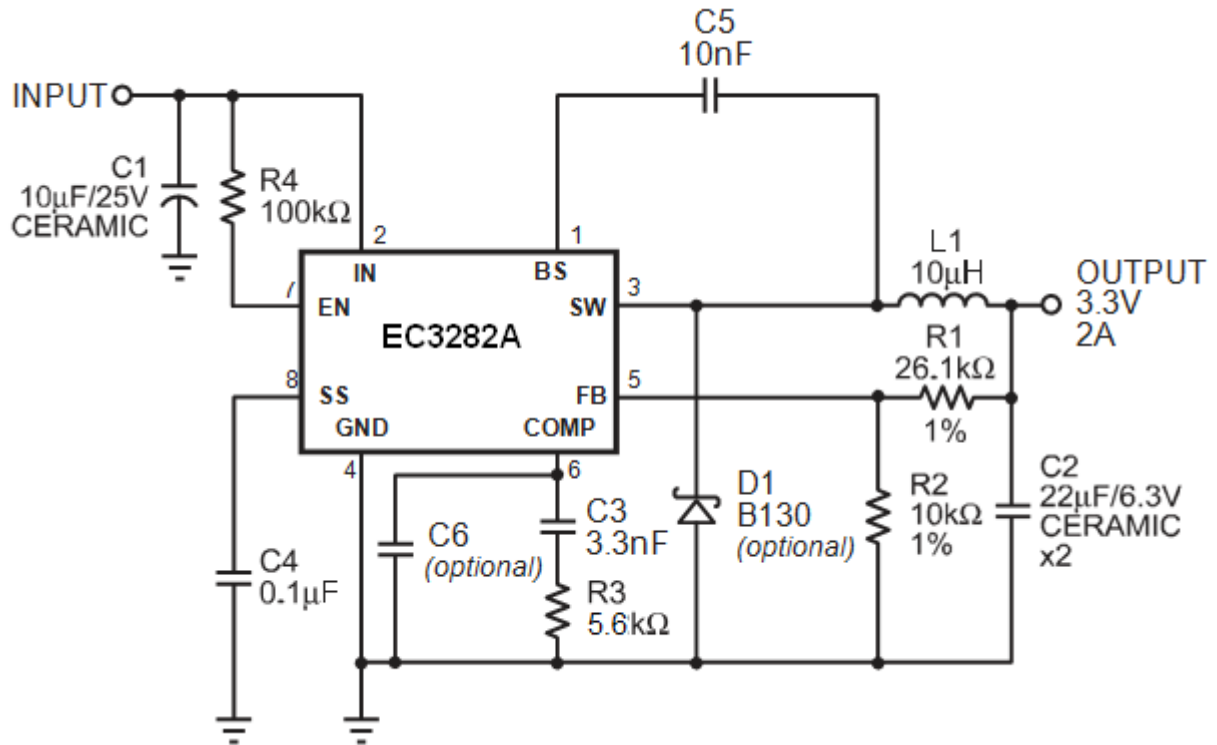 C5
10nF
INPUT
C1
10µF/25V
CERAMIC
R4
100kΩ
2
1
IN
BS
7
EN
3
SW
EC3282A
L1
10µH
OUTPUT
3.3V
2A
R1
26.1kΩ
1%
8
SS
5
FB
GND
COMP
4
6
C4
0.1µF
C6
(optional)
C3
3.3nF
R3
5.6kΩ
D1
B130
(optional)
R2
10kΩ
1%
C2
22µF/6.3V
CERAMIC
x2